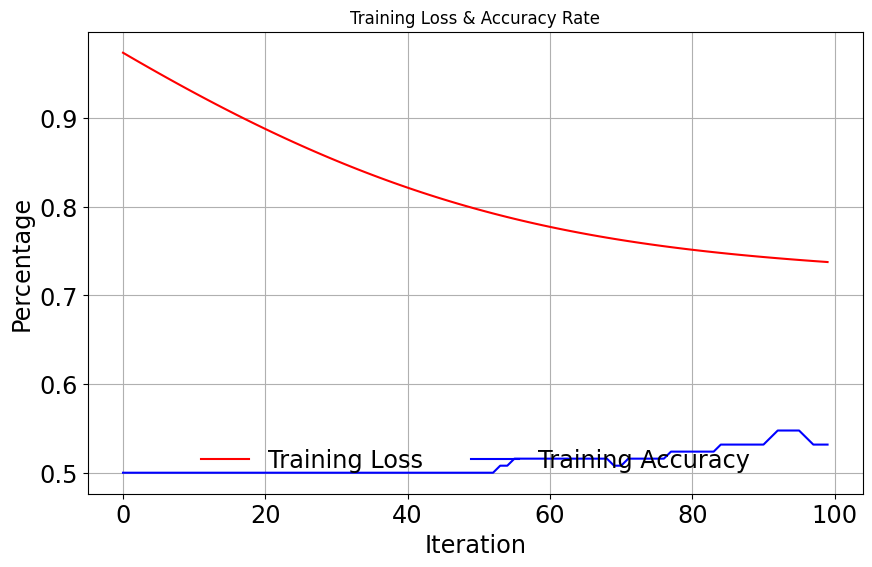 Training Loss & Accuracy Rate
Percentage
0.9
0.8
0.7
0.6
0.5
Training Loss Training Accuracy
0 20 40 60 80 100
Iteration